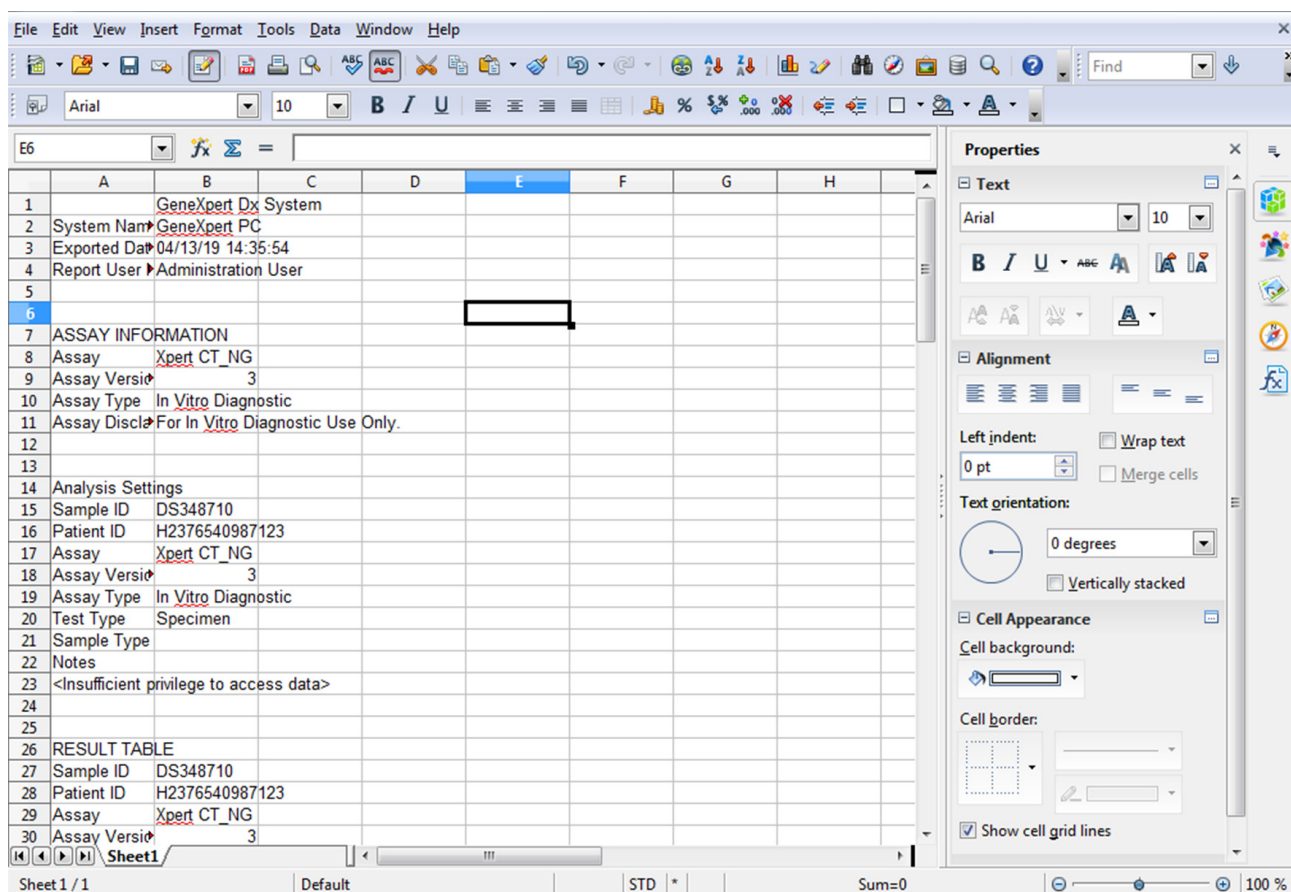 File Edit View Insert Format Tools Data Window Help
Find
Arial 10
E6
A B C D E F G H
1 GeneXpert Dx System
2 System Nam GeneXpert PC
3 Exported Dat 04/13/19 14:35:54
4 Report User Administration User
5
6
7 ASSAY INFORMATION
8 Assay Xpert CT_NG
9 Assay Versio 3
10 Assay Type In Vitro Diagnostic
11 Assay Discla For In Vitro Diagnostic Use Only.
12
13
14 Analysis Settings
15 Sample ID DS348710
16 Patient ID H2376540987123
17 Assay Xpert CT_NG
18 Assay Versio 3
19 Assay Type In Vitro Diagnostic
20 Test Type Specimen
21 Sample Type
22 Notes
23 <Insufficient privilege to access data>
24
25
26 RESULT TABLE
27 Sample ID DS348710
28 Patient ID H2376540987123
29 Assay Xpert CT_NG
30 Assay Versio 3
Sheet1
Sheet 1 / 1 Default STD * Sum=0 100 %
Properties
Text
Arial 10
Alignment
Left indent:
Wrap text
0 pt
Merge cells
Text orientation:
0 degrees
Vertically stacked
Cell Appearance
Cell background:
Cell border:
Show cell grid lines